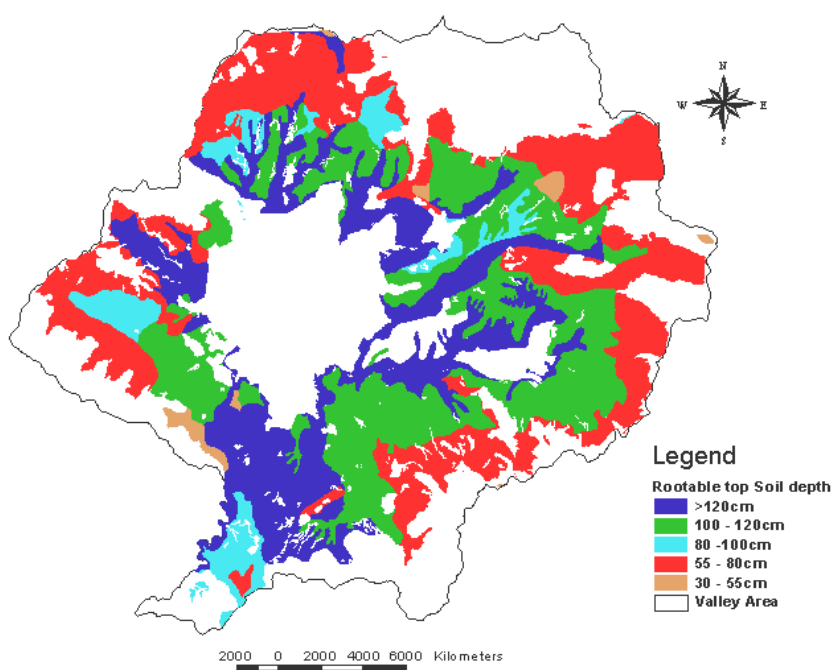 N
W E
S
Legend
Rootable top Soil depth
>120cm
100 - 120cm
80 -100cm
55 - 80cm
30 - 55cm
Valley Area
2000 0 2000 4000 6000 Kilometers